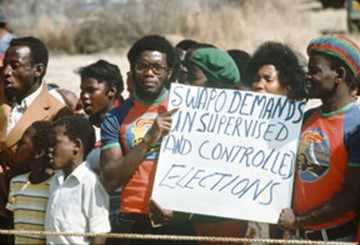 SWAPO DEMANDS
UN SUPERVISED
AND CONTROLLED
ELECTIONS